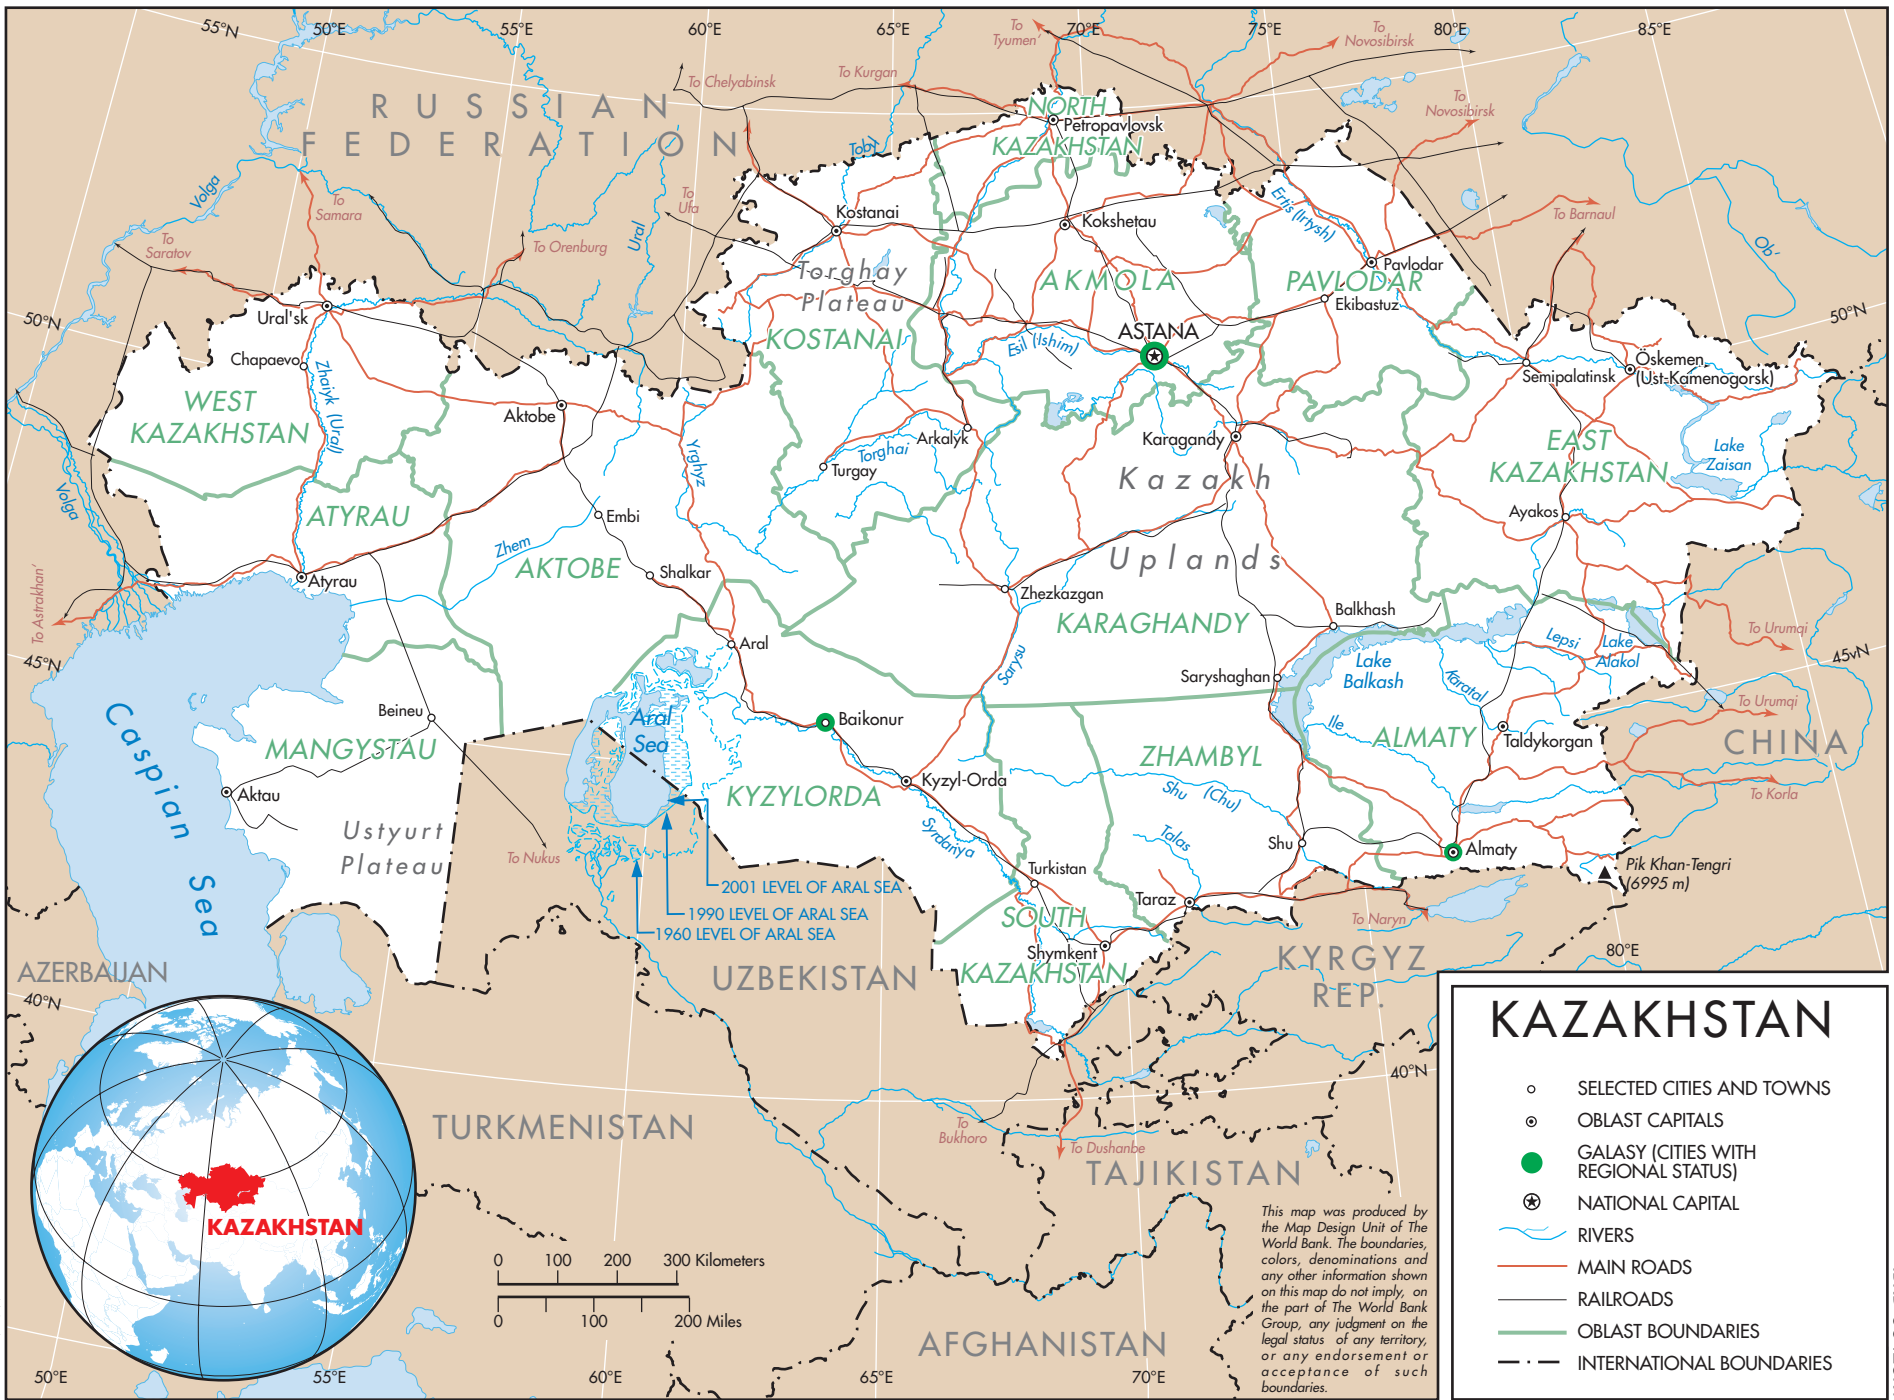 55°N
50°E
55°E
60°E
65°E
70°E
75°E
80°E
85°E
To
Tyumen'
To
Novosibirsk
To Chelyabinsk
To Kurgan
To
Novosibirsk
RUSSIAN
FEDERATION
NORTH
KAZAKHSTAN
Petropavlovsk
Tobyl
Volga
To
Samara
To
Ufa
Ural
To
Saratov
To Orenburg
Kostanai
Kokshetau
Ertis (Irtysh)
To Barnaul
Ob'
Torghay
Plateau
AKMOLA
PAVLODAR
Pavlodar
Ekibastuz
50°N
50°N
Ural'sk
KOSTANAI
ASTANA
Esil (Ishim)
Chapaevo
Zhaiyk (Ural)
Semipalatinsk
Öskemen
(Ust-Kamenogorsk)
WEST
KAZAKHSTAN
Aktobe
Arkalyk
Karagandy
Yrghyz
Torghai
Turgay
EAST
KAZAKHSTAN
Lake
Zaisan
Kazakh
Uplands
Volga
ATYRAU
Embi
Ayakos
Zhem
AKTOBE
Shalkar
Atyrau
Zhezkazgan
KARAGHANDY
Balkhash
To Astrakhan'
To Urumqi
Lepsi
Lake
Alakol
45°N
45vN
Aral
Sarysu
Saryshaghan
Lake
Balkash
Karatal
To Urumqi
Beineu
Aral
Sea
Baikonur
Ile
ALMATY
Taldykorgan
CHINA
Caspian Sea
MANGYSTAU
ZHAMBYL
Aktau
KYZYLORDA
Kyzyl-Orda
Shu (Chu)
To Korla
Ustyurt
Plateau
To Nukus
Syrdariya
Talas
Shu
Almaty
Pik Khan-Tengri
(6995 m)
2001 LEVEL OF ARAL SEA
1990 LEVEL OF ARAL SEA
1960 LEVEL OF ARAL SEA
Turkistan
Taraz
To Naryn
SOUTH
KAZAKHSTAN
Shymkent
80°E
AZERBAIJAN
UZBEKISTAN
KYRGYZ
REP.
40°N
40°N
TURKMENISTAN
To
Bukhoro
To Dushanbe
TAJIKISTAN
AFGHANISTAN
KAZAKHSTAN
0 100 200 300 Kilometers
0 100 200 Miles
50°E
55°E
60°E
65°E
70°E
This map was produced by
the Map Design Unit of The
World Bank. The boundaries,
colors, denominations and
any other information shown
on this map do not imply, on
the part of The World Bank
Group, any judgment on the
legal status of any territory,
or any endorsement or
acceptance of such
boundaries.
KAZAKHSTAN
SELECTED CITIES AND TOWNS
OBLAST CAPITALS
GALASY (CITIES WITH
REGIONAL STATUS)
NATIONAL CAPITAL
RIVERS
MAIN ROADS
RAILROADS
OBLAST BOUNDARIES
INTERNATIONAL BOUNDARIES